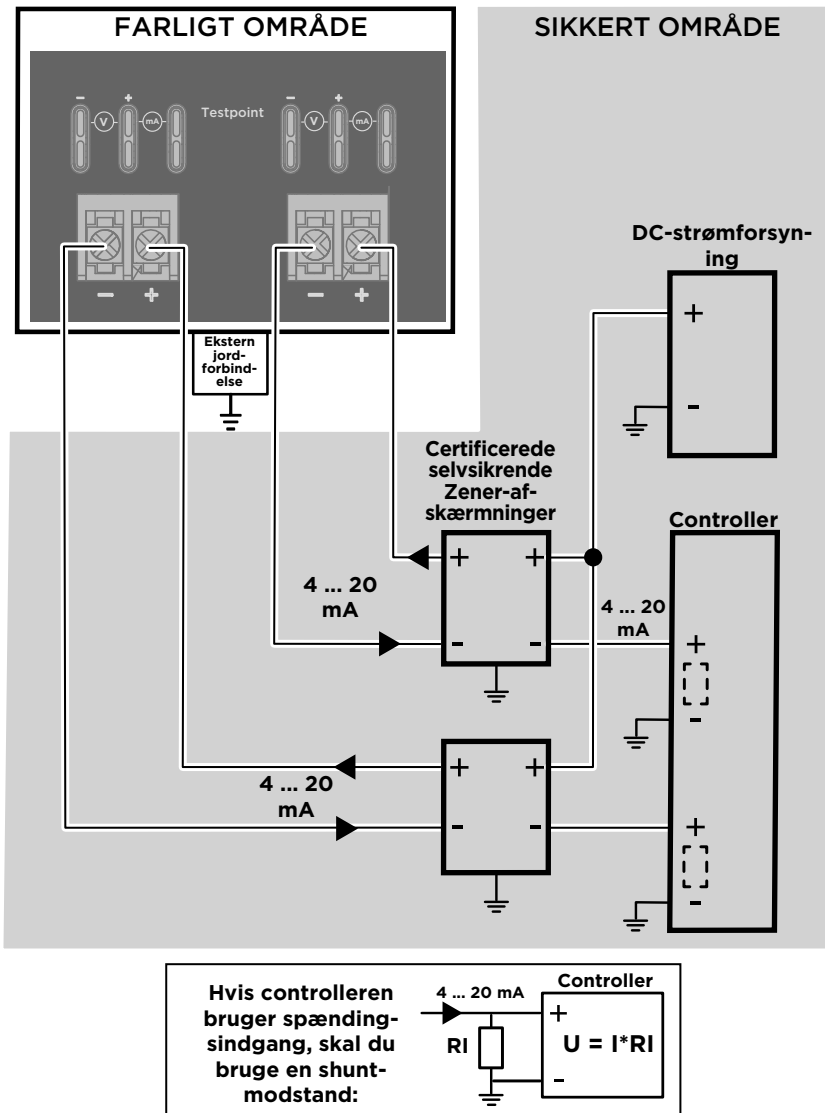 FARLIGT OMRÅDE
SIKKERT OMRÅDE
- + - +
V mA Testpoint V mA
- + - +
Ekstern
jord-
forbind-
else
DC-strømforsyn-
ing
+
-
Certificerede
selvsikrende
Zener-af-
skærmninger
Controller
+ +
4 ... 20
mA
4 ... 20
mA
- -
+
-
+ +
4 ... 20
mA
- -
+
-
Hvis controlleren
bruger spænding-
sindgang, skal du
bruge en shunt-
modstand:
4 ... 20 mA
Controller
+
RI
U = I*RI
-